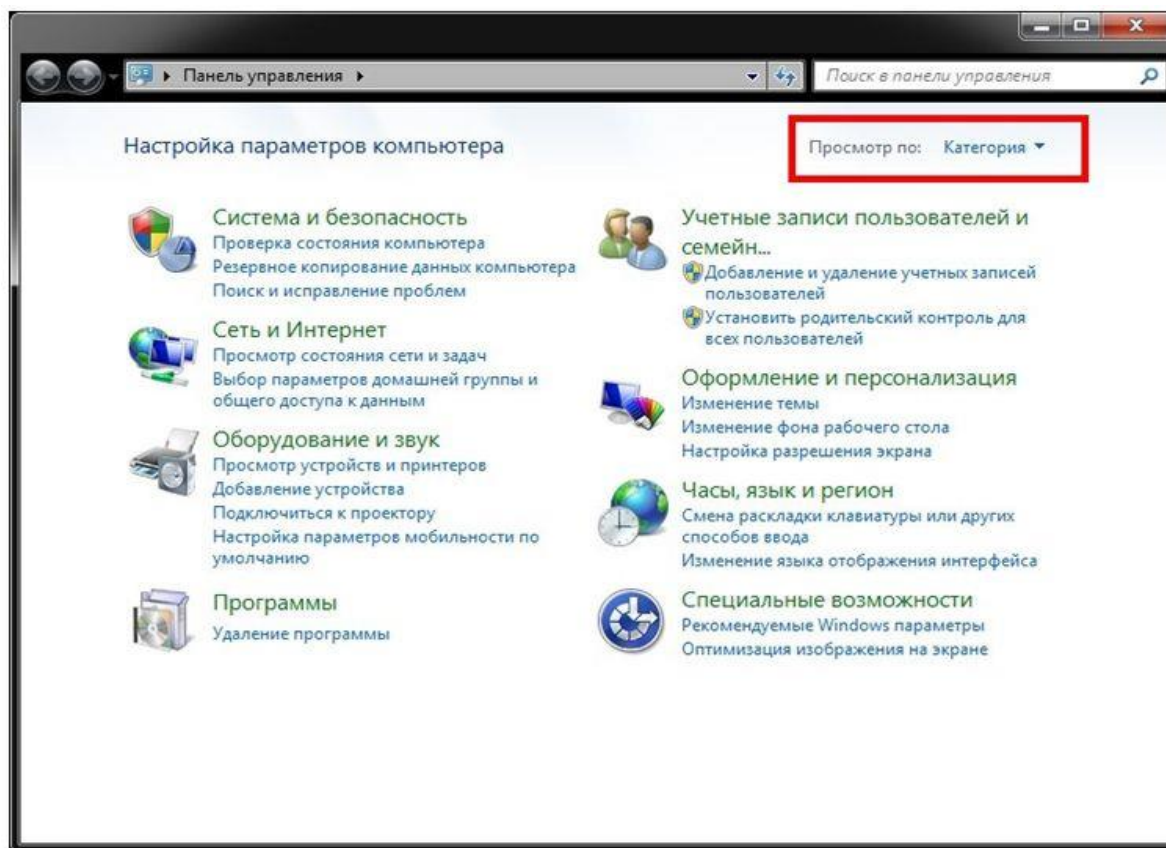 Панель управления
Поиск в панели управления
Настройка параметров компьютера
Просмотр по: Категория
Система и безопасность
Проверка состояния компьютера
Резервное копирование данных компьютера
Поиск и исправление проблем
Сеть и Интернет
Просмотр состояния сети и задач
Выбор параметров домашней группы и
общего доступа к данным
Оборудование и звук
Просмотр устройств и принтеров
Добавление устройства
Подключиться к проектору
Настройка параметров мобильности по
умолчанию
Программы
Удаление программы
Учетные записи пользователей и
семейн...
Добавление и удаление учетных записей
пользователей
Установить родительский контроль для
всех пользователей
Оформление и персонализация
Изменение темы
Изменение фона рабочего стола
Настройка разрешения экрана
Часы, язык и регион
Смена раскладки клавиатуры или других
способов ввода
Изменение языка отображения интерфейса
Специальные возможности
Рекомендуемые Windows параметры
Оптимизация изображения на экране